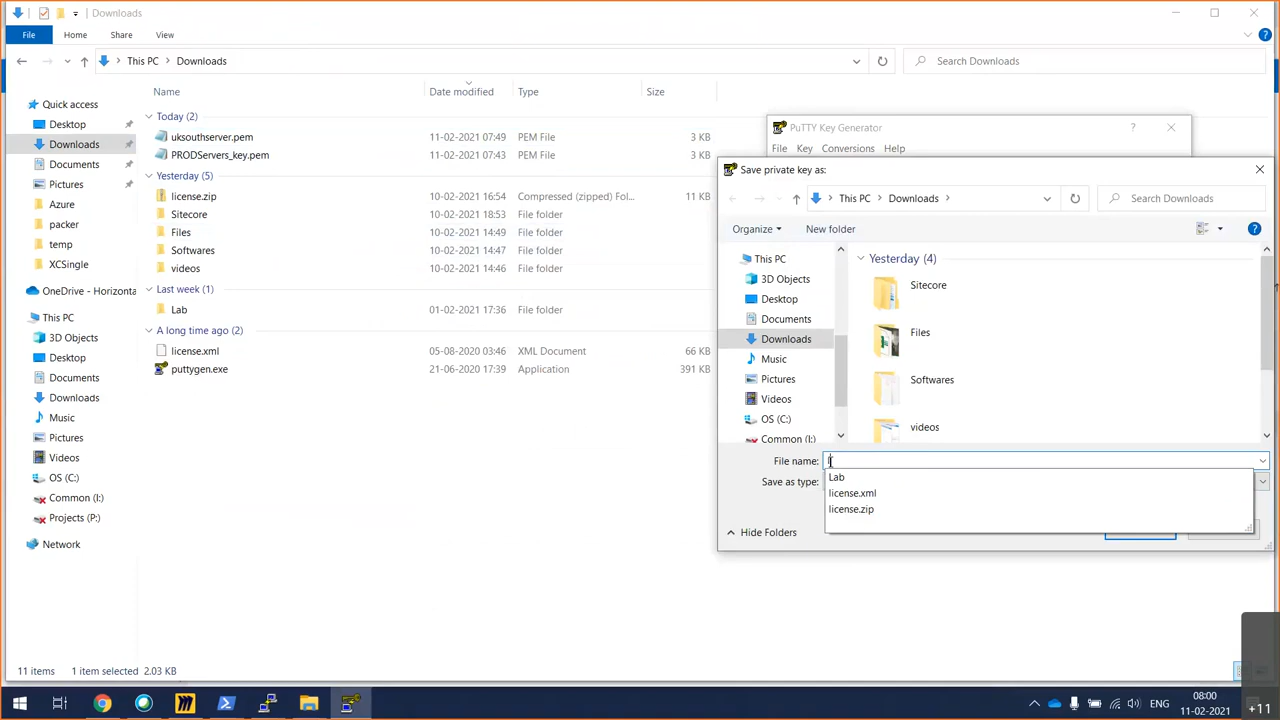 Downloads
File Home Share View
This PC Downloads Search Downloads
Name Date modified Type Size
Quick access
Desktop
Downloads
Documents
Pictures
Azure
packer
temp
XCSingle
OneDrive - Horizonta
This PC
3D Objects
Desktop
Documents
Downloads
Music
Pictures
Videos
OS (C:)
Common (I:)
Projects (P:)
Network
Today (2)
uksouthserver.pem 11-02-2021 07:49 PEM File 3 KB
PRODServers_key.pem 11-02-2021 07:43 PEM File 3 KB
Yesterday (5)
license.zip 10-02-2021 16:54 Compressed (zipped) Fol... 11 KB
Sitecore 10-02-2021 18:53 File folder
Files 10-02-2021 14:49 File folder
Softwares 10-02-2021 14:47 File folder
videos 10-02-2021 14:46 File folder
Last week (1)
Lab 01-02-2021 17:36 File folder
A long time ago (2)
license.xml 05-08-2020 03:46 XML Document 66 KB
puttygen.exe 21-06-2020 17:39 Application 391 KB
PuTTY Key Generator ?
File Key Conversions Help
Save private key as:
This PC Downloads Search Downloads
Organize New folder
This PC
3D Objects
Desktop
Documents
Downloads
Music
Pictures
Videos
OS (C:)
Common (I:)
Yesterday (4)
Sitecore
Files
Softwares
videos
File name:
Save as type:
Lab
license.xml
license.zip
Hide Folders
11 items 1 item selected 2.03 KB
ENG
08:00
11-02-2021
+11